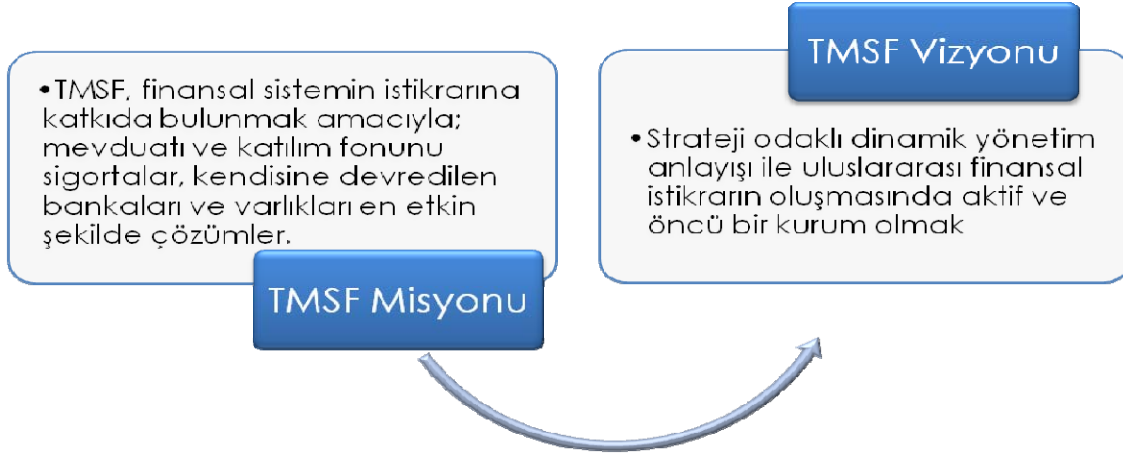 •TMSF, finansal sistemin istikrarına
katkıda bulunmak amacıyla;
mevduatı ve katılım fonunu
sigortalar, kendisine devredilen
bankaları ve varlıkları en etkin
şekilde çözümler.
TMSF Misyonu
TMSF Vizyonu
•Strateji odaklı dinamik yönetim
anlayışı ile uluslararası finansal
istikrarın oluşmasında aktif ve
öncü bir kurum olmak